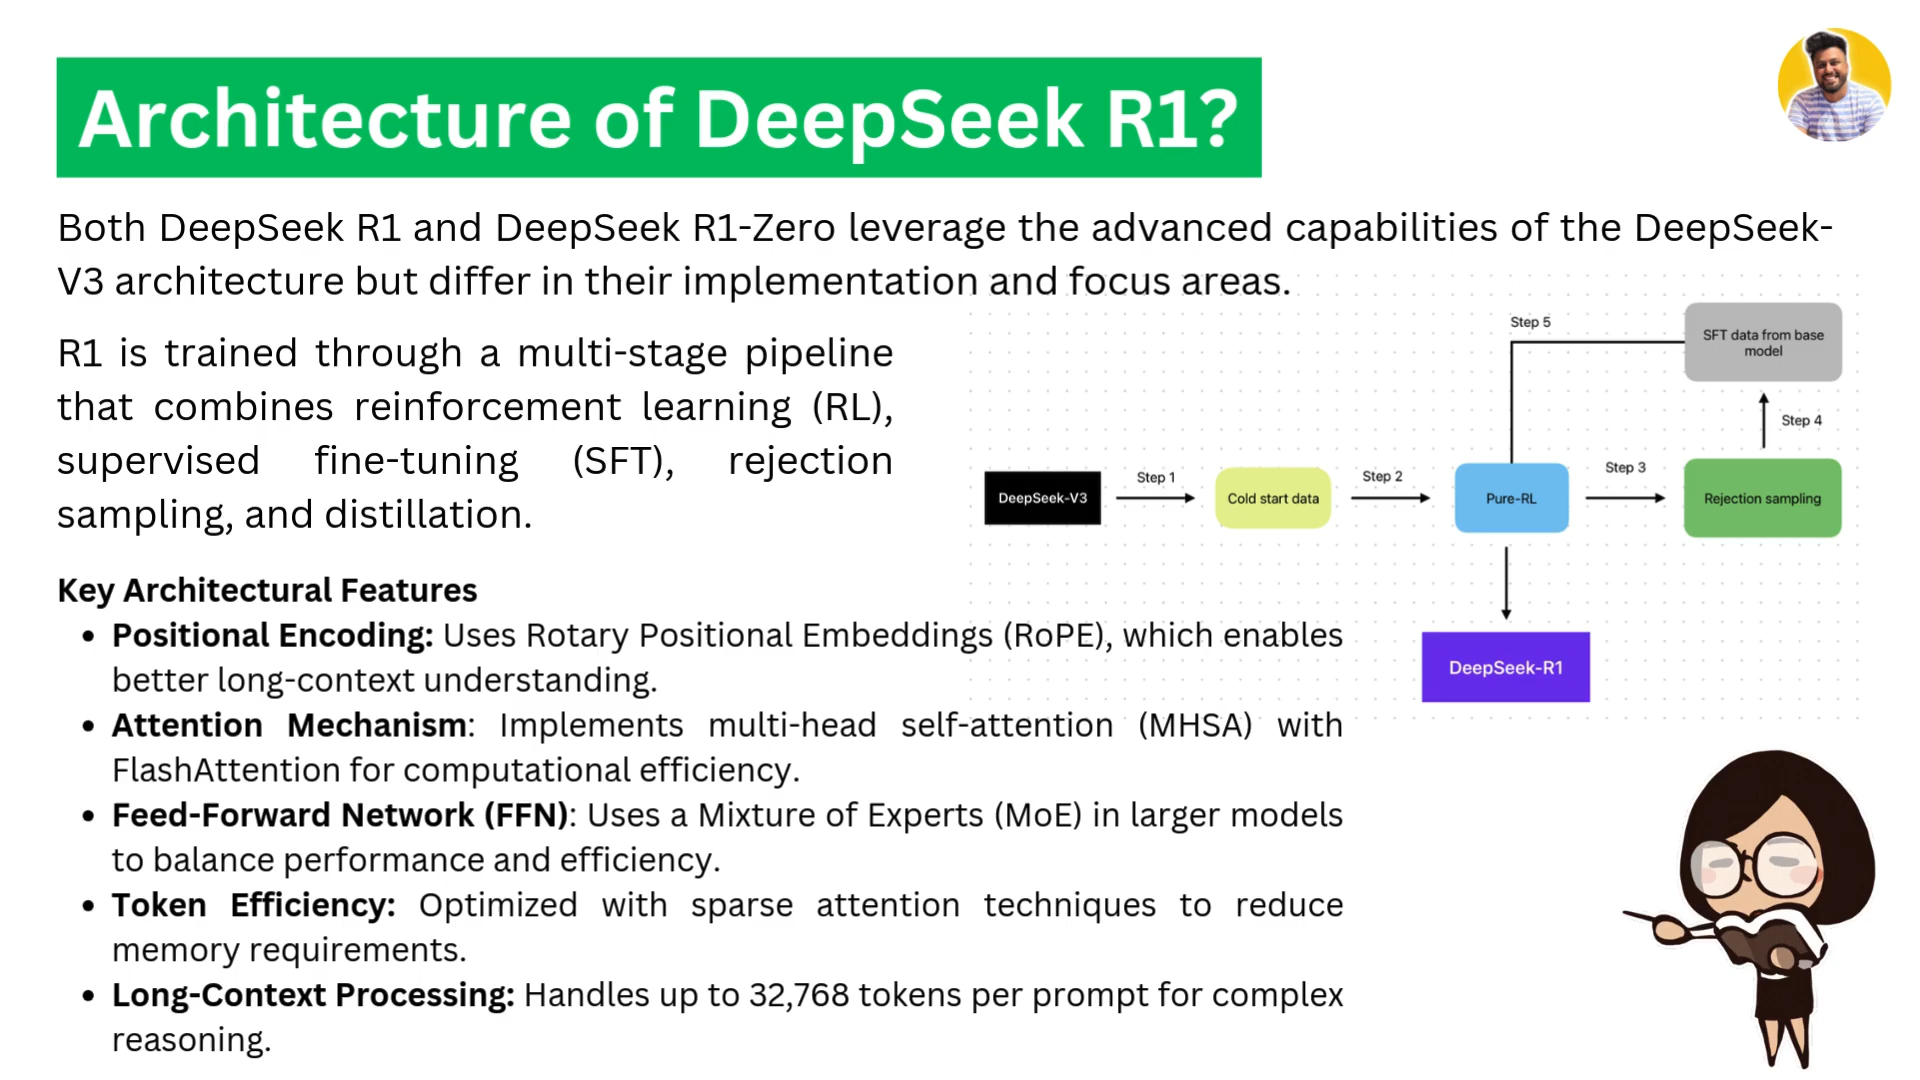 Architecture of DeepSeek R1?
Both DeepSeek R1 and DeepSeek R1-Zero leverage the advanced capabilities of the DeepSeek-
V3 architecture but differ in their implementation and focus areas.
R1 is trained through a multi-stage pipeline
that combines reinforcement learning (RL),
supervised fine-tuning (SFT), rejection
sampling, and distillation.
Step 5
SFT data from base
model
Step 4
DeepSeek-V3
Step 1
Cold start data
Step 2
Pure-RL
Step 3
Rejection sampling
DeepSeek-R1
Key Architectural Features
• Positional Encoding: Uses Rotary Positional Embeddings (RoPE), which enables
better long-context understanding.
• Attention Mechanism: Implements multi-head self-attention (MHSA) with
FlashAttention for computational efficiency.
• Feed-Forward Network (FFN): Uses a Mixture of Experts (MoE) in larger models
to balance performance and efficiency.
• Token Efficiency: Optimized with sparse attention techniques to reduce
memory requirements.
• Long-Context Processing: Handles up to 32,768 tokens per prompt for complex
reasoning.